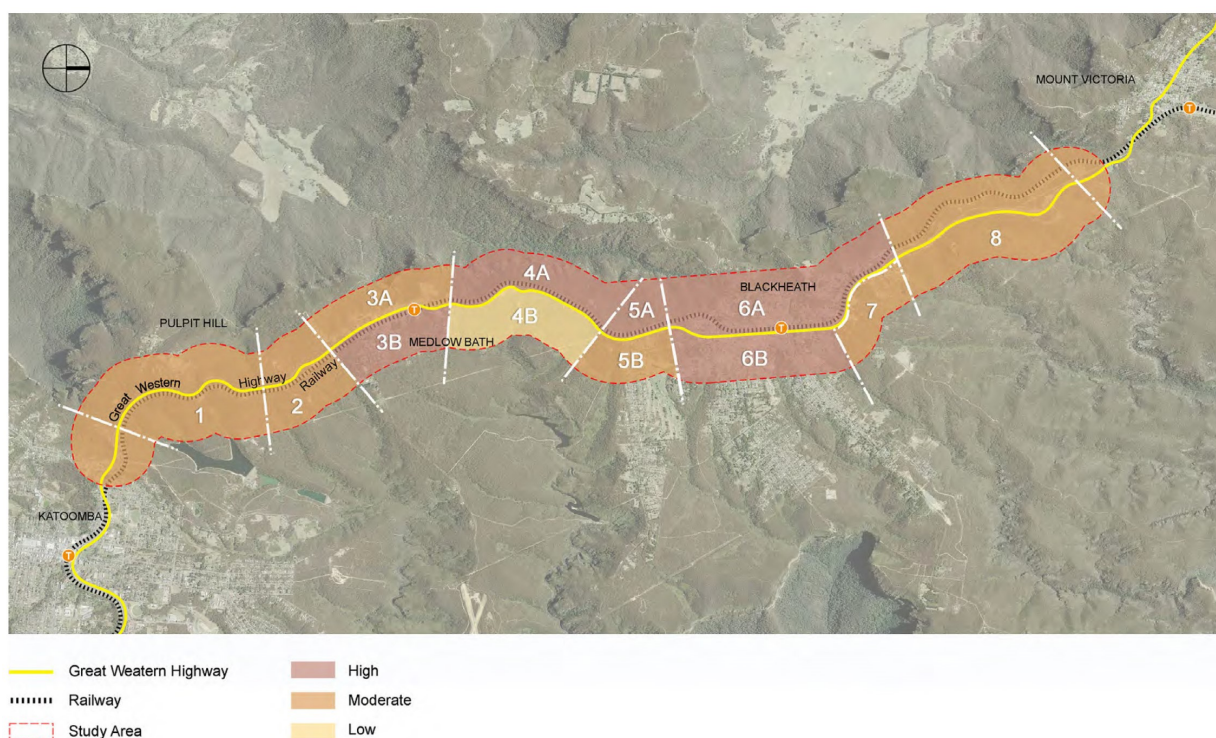 MOUNT VICTORIA
T
8
4A
BLACKHEATH
5A
6A
3A
4B
7
PULPIT HILL
T
T
3B
MEDLOW BATH
5B
6B
Great Western Highway
Railway
1
2
KATOOMBA
T
Great Weatern Highway
High
Railway
Moderate
Study Area
Low